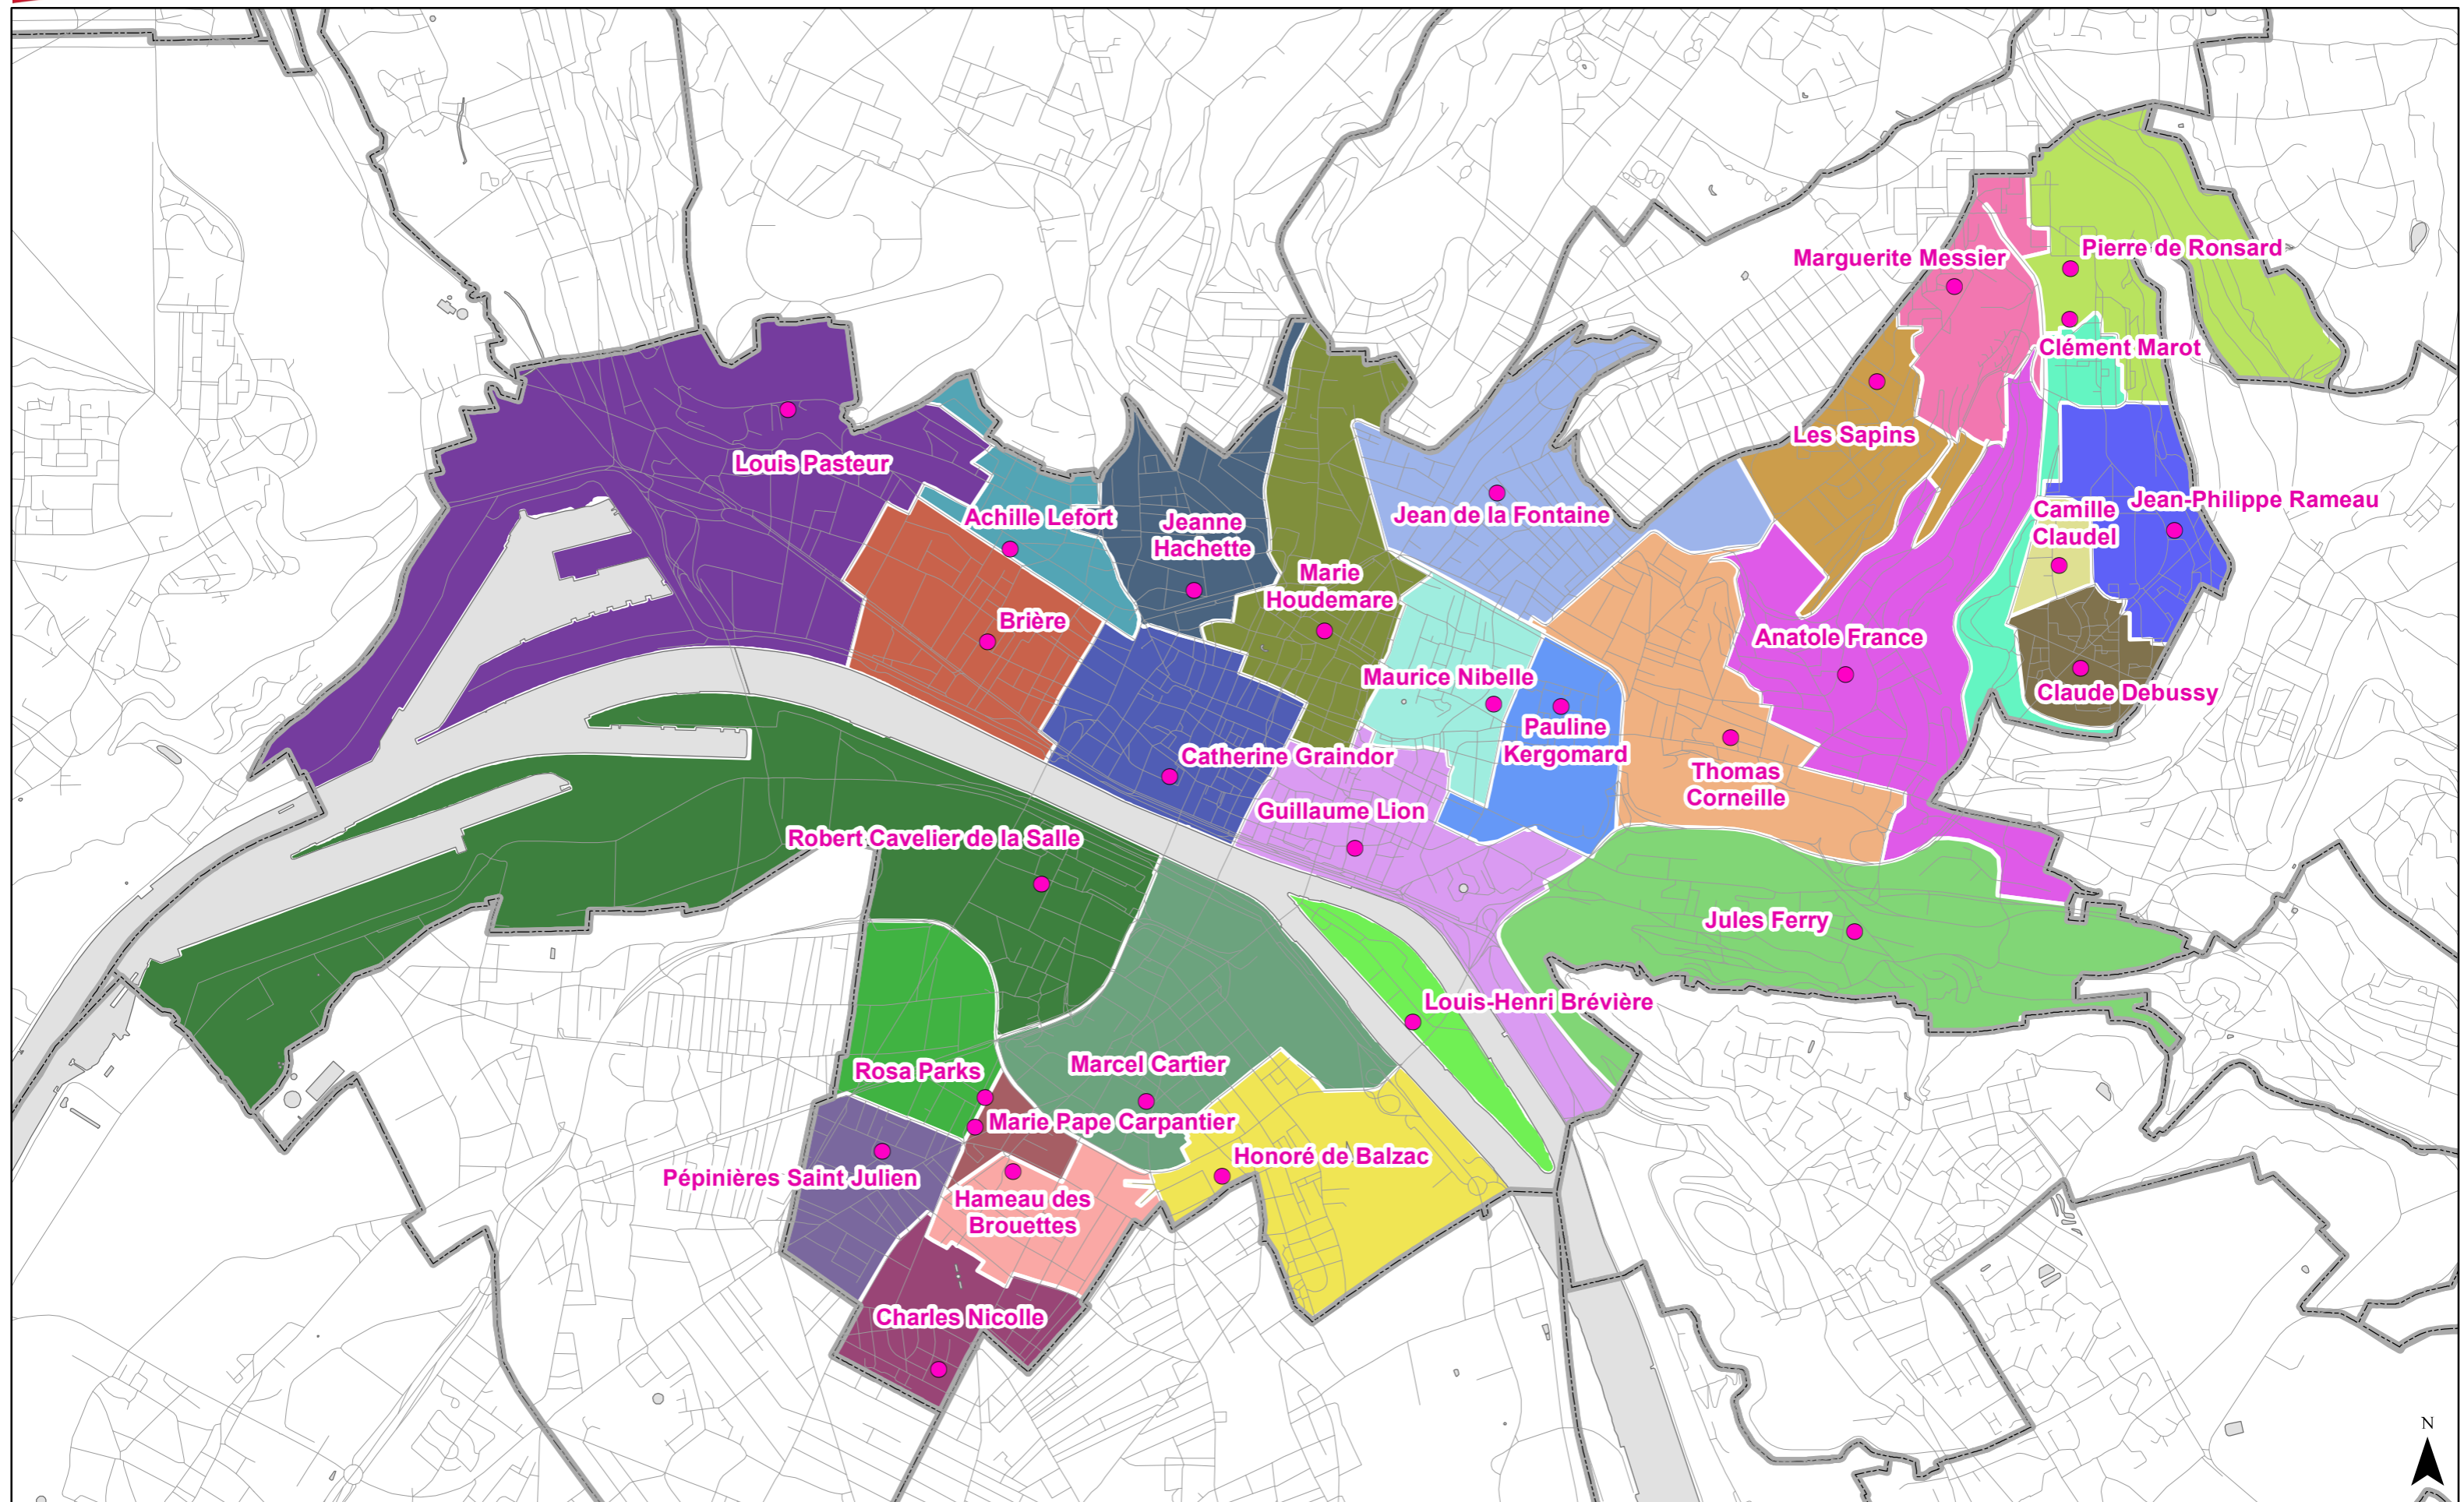 Pierre de Ronsard
Marguerite Messier
Clément Marot
Les Sapins
Louis Pasteur
Jean-Philippe Rameau
Camille
Claudel
Achille Lefort
Jeanne
Hachette
Jean de la Fontaine
Marie
Houdemare
Brière
Anatole France
Maurice Nibelle
Claude Debussy
Pauline
Kergomard
Catherine Graindor
Thomas
Corneille
Guillaume Lion
Robert Cavelier de la Salle
Jules Ferry
Louis-Henri Brévière
Rosa Parks
Marcel Cartier
Marie Pape Carpantier
Honoré de Balzac
Pépinières Saint Julien
Hameau des
Brouettes
Charles Nicolle
N